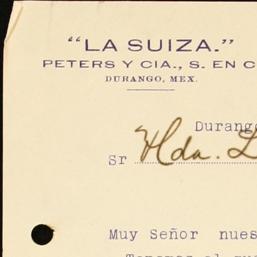 "LA SUIZA."
PETERS Y CIA., S. EN C
DURANGO, MEX.
Durango
Sr Hda. L
Muy Señor nues